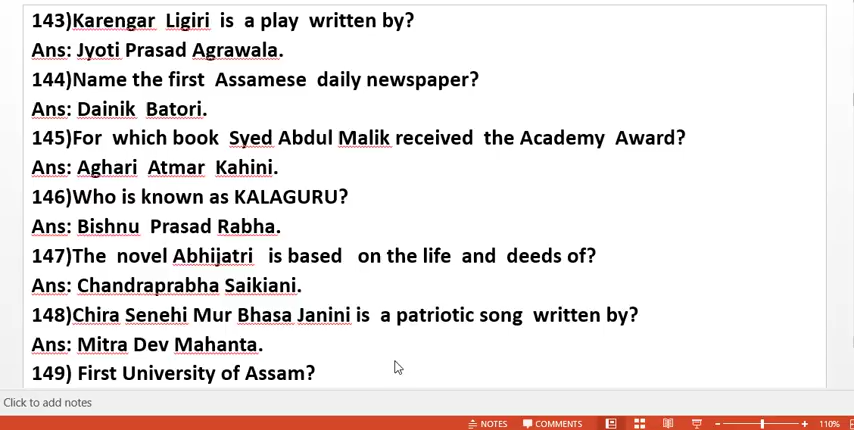 143)Karengar Ligiri is a play written by?
Ans: Jyoti Prasad Agrawala.
144)Name the first Assamese daily newspaper?
Ans: Dainik Batori.
145)For which book Syed Abdul Malik received the Academy Award?
Ans: Aghari Atmar Kahini.
146)Who is known as KALAGURU?
Ans: Bishnu Prasad Rabha.
147)The novel Abhijatri is based on the life and deeds of?
Ans: Chandraprabha Saikiani.
148)Chira Senehi Mur Bhasa Janini is a patriotic song written by?
Ans: Mitra Dev Mahanta.
149) First University of Assam?
Click to add notes
NOTES COMMENTS 110%